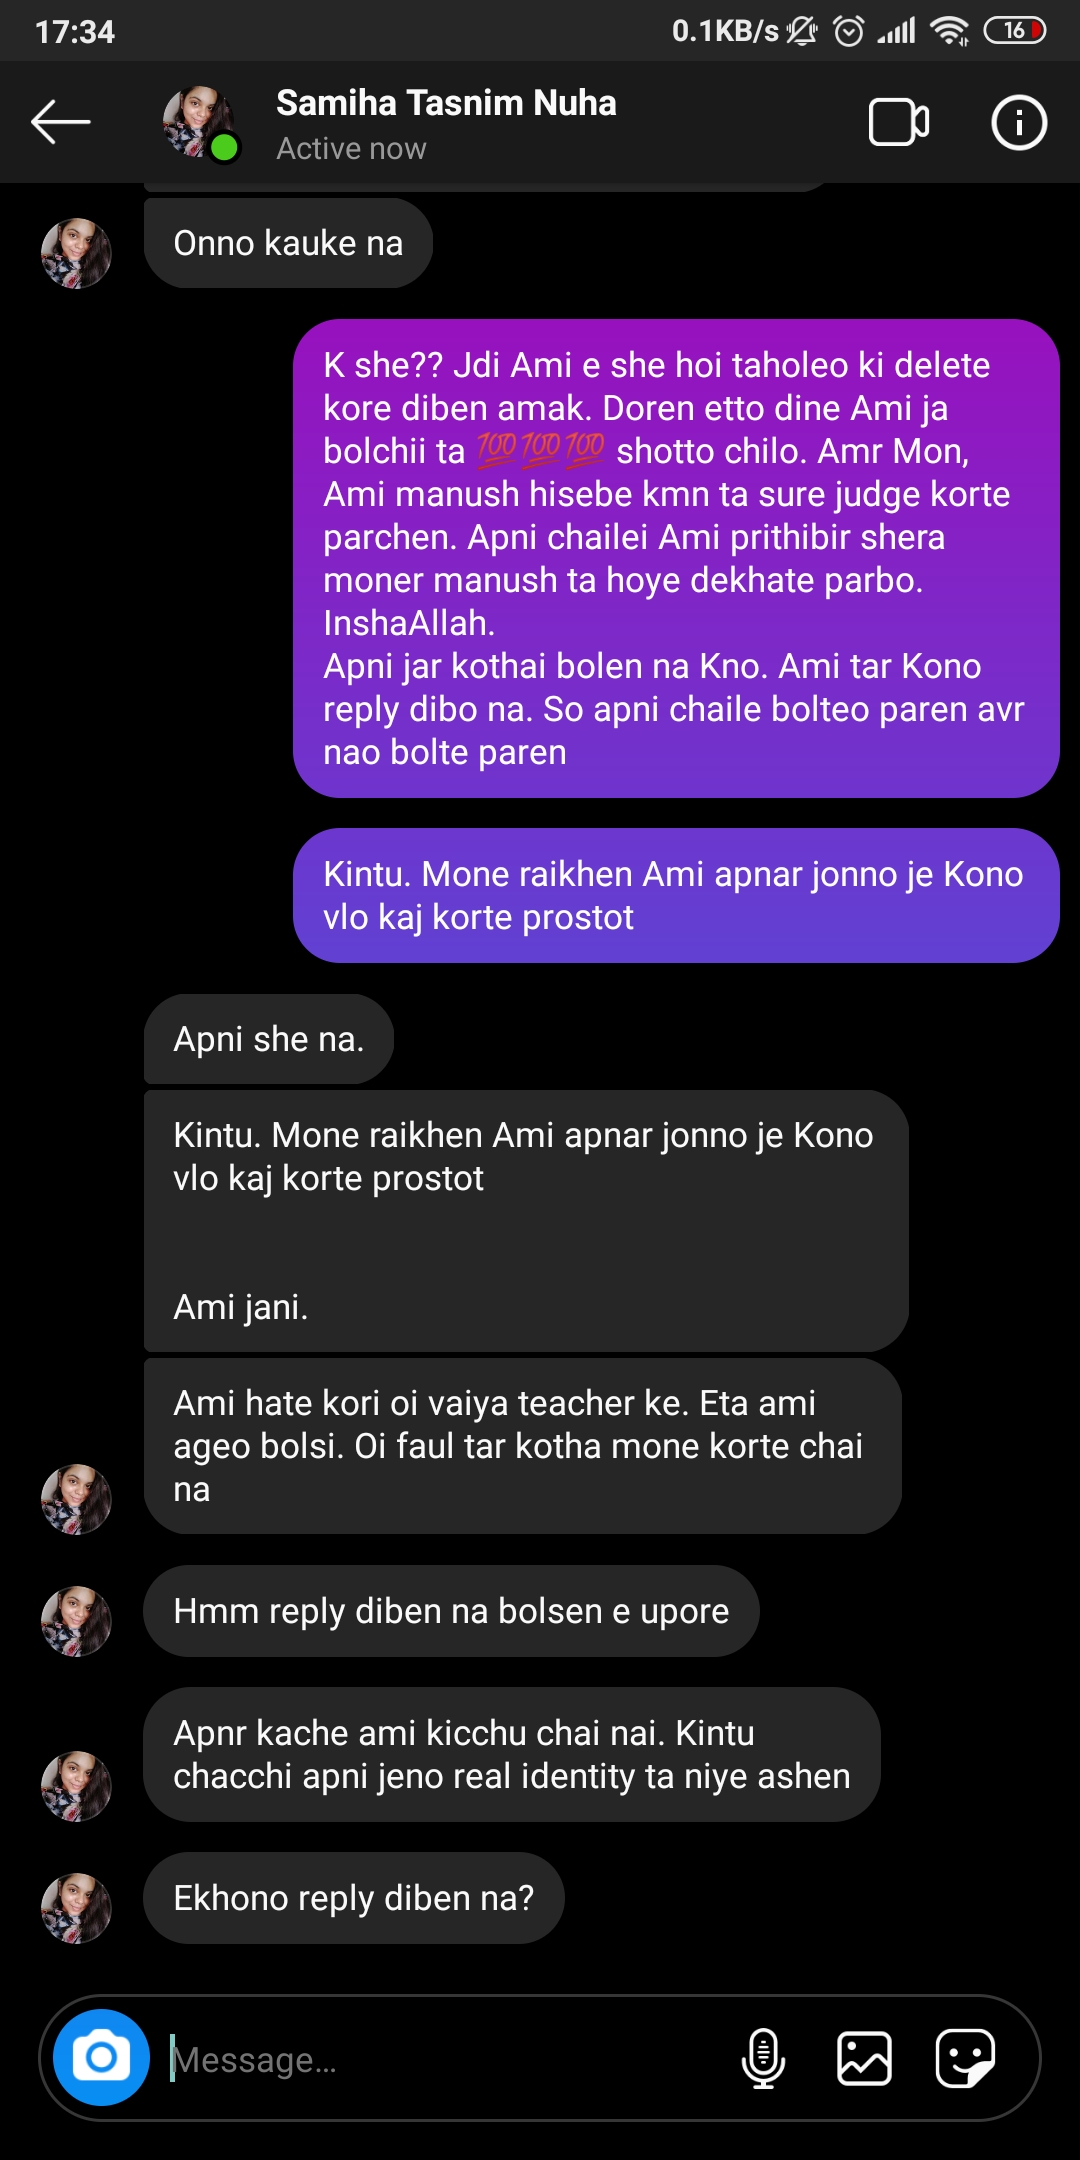 17:34
0.1KB/s
16
Samiha Tasnim Nuha
Active now
Onno kauke na
K she?? Jdi Ami e she hoi taholeo ki delete
kore diben amak. Doren etto dine Ami ja
bolchii ta 💯💯💯 shotto chilo. Amr Mon,
Ami manush hisebe kmn ta sure judge korte
parchen. Apni chailei Ami prithibir shera
moner manush ta hoye dekhate parbo.
InshaAllah.
Apni jar kothai bolen na Kno. Ami tar Kono
reply dibo na. So apni chaile bolteo paren avr
nao bolte paren
Kintu. Mone raikhen Ami apnar jonno je Kono
vlo kaj korte prostot
Apni she na.
Kintu. Mone raikhen Ami apnar jonno je Kono
vlo kaj korte prostot
Ami jani.
Ami hate kori oi vaiya teacher ke. Eta ami
ageo bolsi. Oi faul tar kotha mone korte chai
na
Hmm reply diben na bolsen e upore
Apnr kache ami kicchu chai nai. Kintu
chacchi apni jeno real identity ta niye ashen
Ekhono reply diben na?
Message...